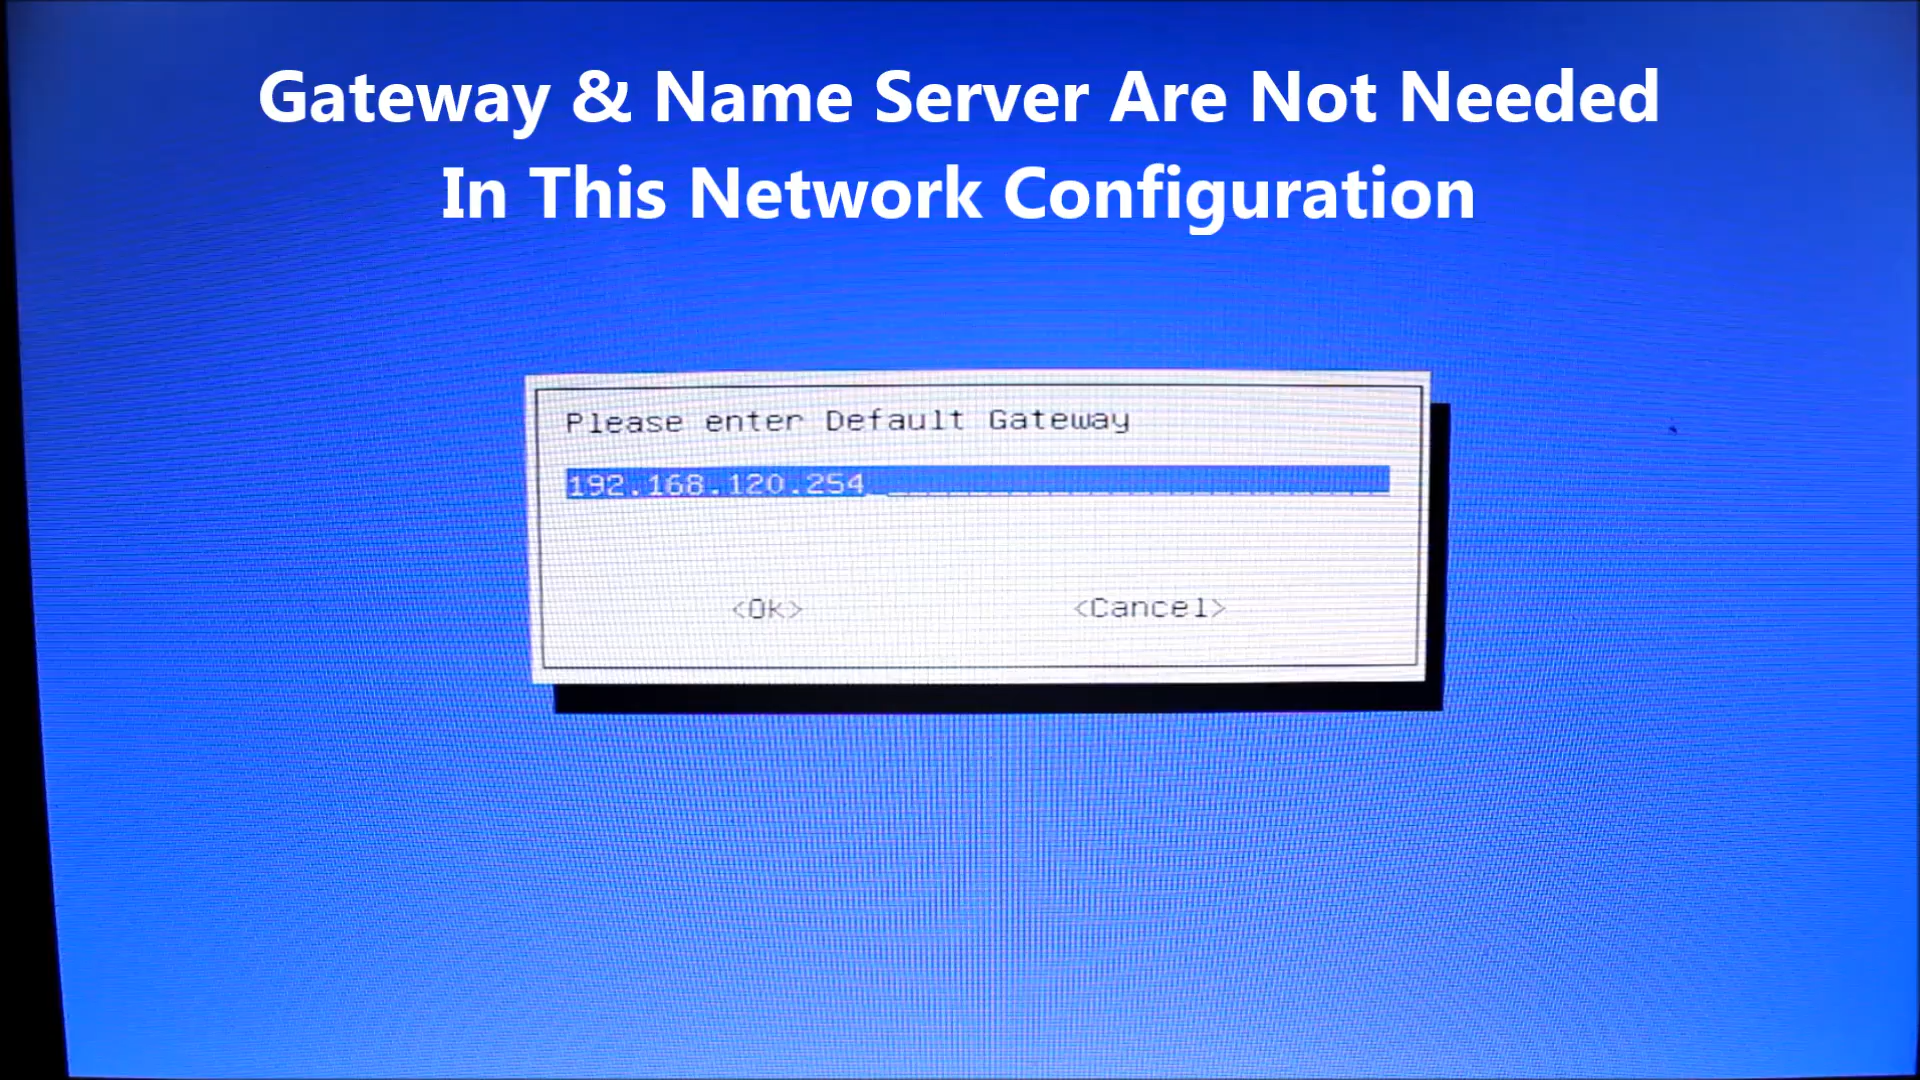 Gateway & Name Server Are Not Needed
In This Network Configuration
Please enter Default Gateway
192.168.120.254
<Ok>
<Cancel>